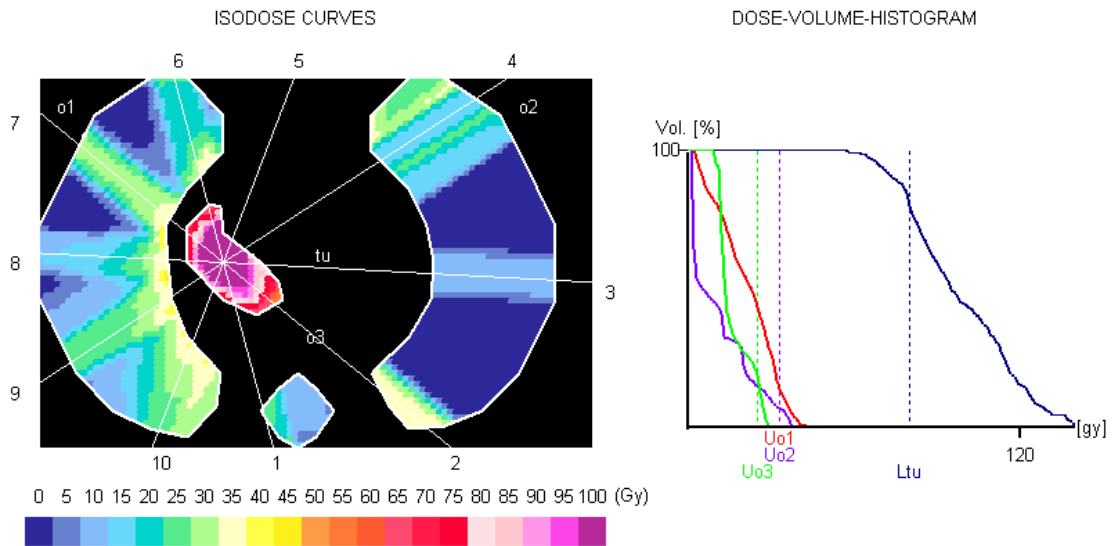 ISODOSE CURVES
DOSE-VOLUME-HISTOGRAM
6 5 4
o1 o2
7
8
9
tu
3
o3
10 1 2
0 5 10 15 20 30 35 40 45 50 55 60 65 70 75 80 85 90 95 100 (Gy)
Vol. [%]
100
[gy]
120
Uo1
Uo2
Uo3
Ltu